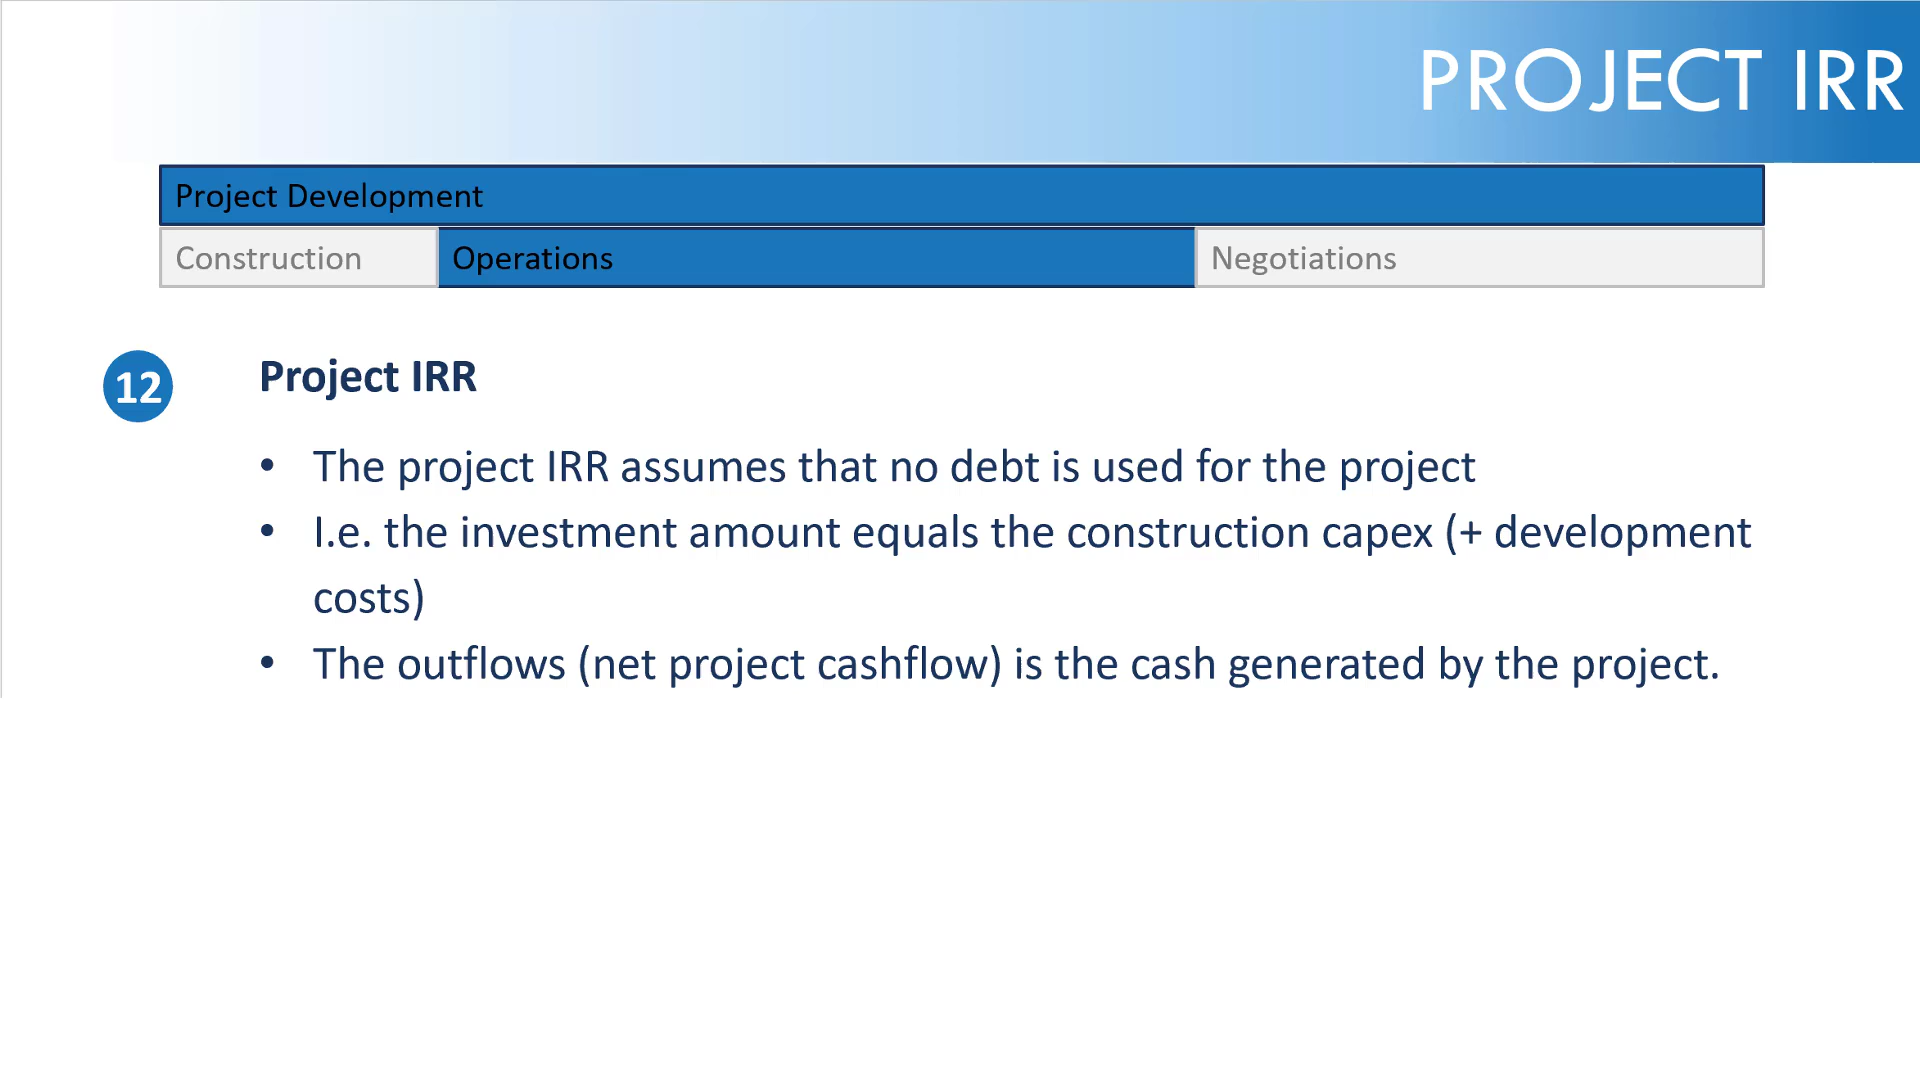 PROJECT IRR
Project Development
Construction
Operations
Negotiations
12
Project IRR
• The project IRR assumes that no debt is used for the project
• I.e. the investment amount equals the construction capex (+ development
costs)
• The outflows (net project cashflow) is the cash generated by the project.